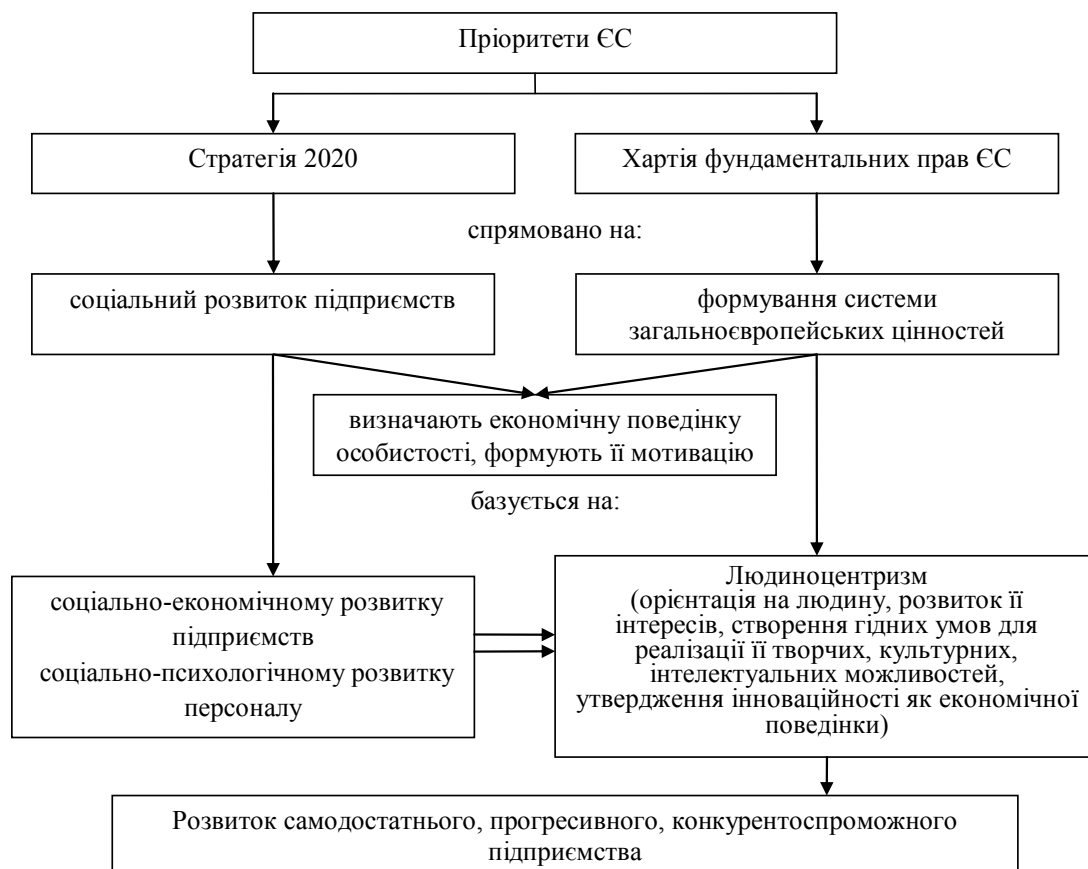 Пріоритети ЄС
Стратегія 2020
Хартія фундаментальних прав ЄС
спрямовано на:
соціальний розвиток підприємств
формування системи
загальноєвропейських цінностей
визначають економічну поведінку
особистості, формують її мотивацію
базується на:
соціально-економічному розвитку
підприємств
соціально-психологічному розвитку
персоналу
Людиноцентризм
(орієнтація на людину, розвиток її
інтересів, створення гідних умов для
реалізації її творчих, культурних,
інтелектуальних можливостей,
утвердження інноваційності як економічної
поведінки)
Розвиток самодостатнього, прогресивного, конкурентоспроможного
підприємства